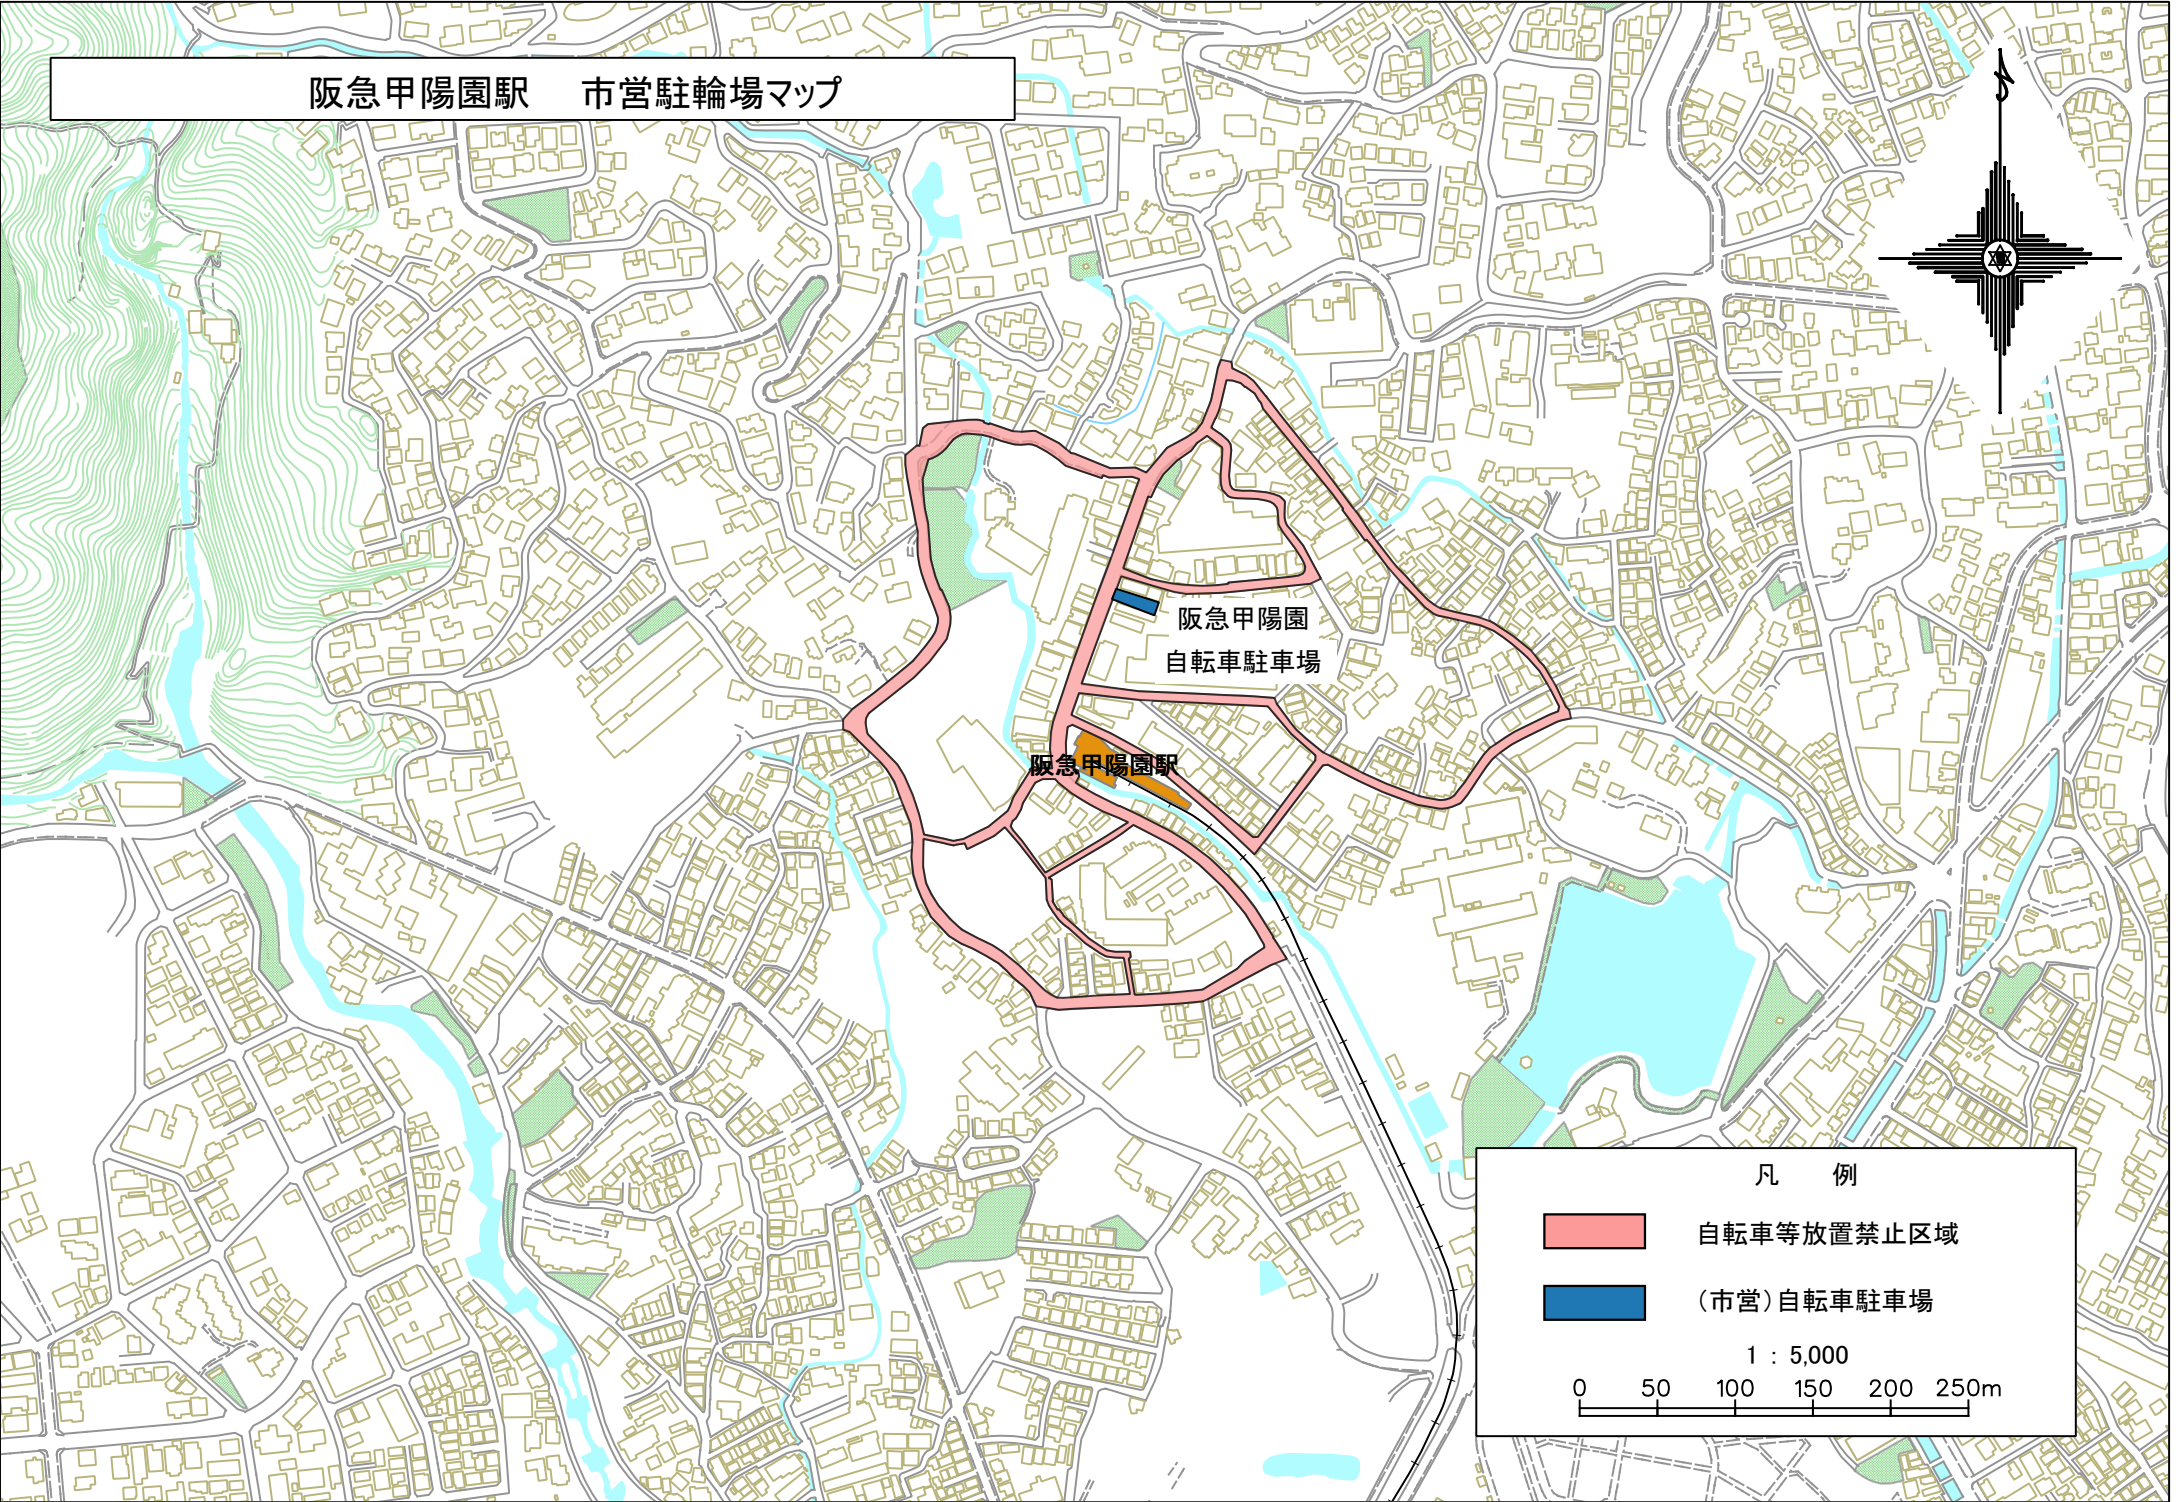 阪急甲陽園駅　市営駐輪場マップ
阪急甲陽園
自転車駐車場
阪急甲陽園駅
凡　例
自転車等放置禁止区域
（市営）自転車駐車場
1 : 5,000
0 50 100 150 200 250m